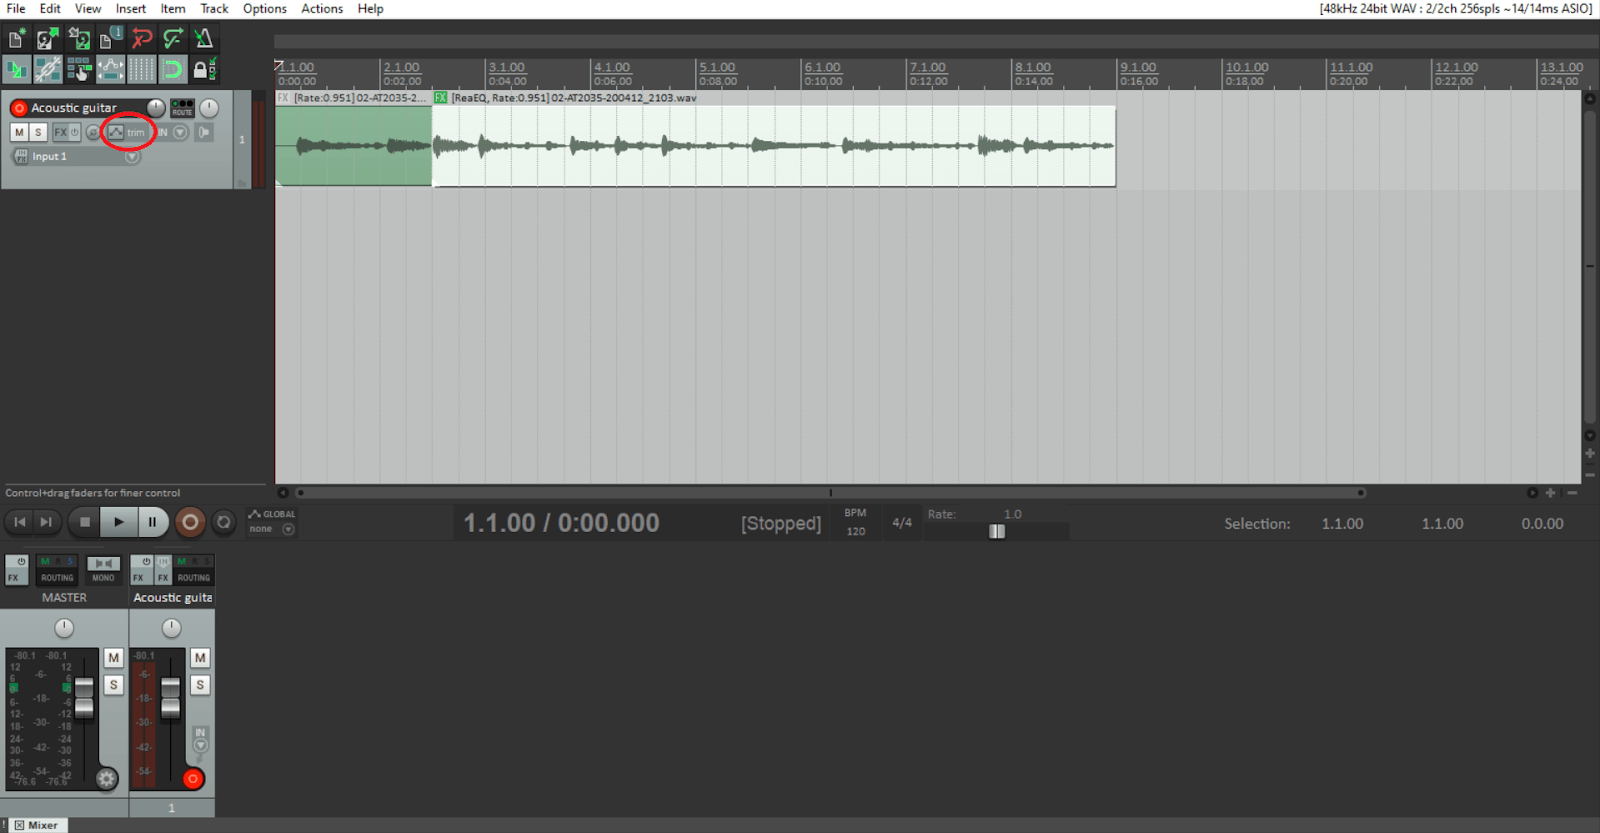 File Edit View Insert Item Track Options Actions Help
[48kHz 24bit WAV : 2/2ch 256spls ~14/14ms ASIO]
1
1.1.00 2.1.00 3.1.00 4.1.00 5.1.00 6.1.00 7.1.00 8.1.00 9.1.00 10.1.00 11.1.00 12.1.00 13.1.00
0:00.00 0:02.00 0:04.00 0:06.00 0:08.00 0:10.00 0:12.00 0:14.00 0:16.00 0:18.00 0:20.00 0:22.00 0:24.00
FX [Rate:0.951] 02-AT2035-2... FX [ReaEQ, Rate:0.951] 02-AT2035-200412_2103.wav
Acoustic guitar ROUTE
M S FX trim IN
1
IN FX Input 1
Control+drag faders for finer control
GLOBAL
none
1.1.00 / 0:00.000 [Stopped]
BPM
120
4/4
Rate: 1.0
Selection: 1.1.00 1.1.00 0.0.00
FX M R S ROUTING MONO
FX IN FX M R S ROUTING
MASTER Acoustic guita
-80.1 -80.1 M -80.1 M
12 12
6 -6- 6 -6-
0 6 S S
6- -18- -6 -18-
12- -12
18- -30- -18 -30-
24- -24 IN
30- -42- -30 -42-
36- -36
42- -54- -42 -54-
-76.6 -76.6
1
! Mixer